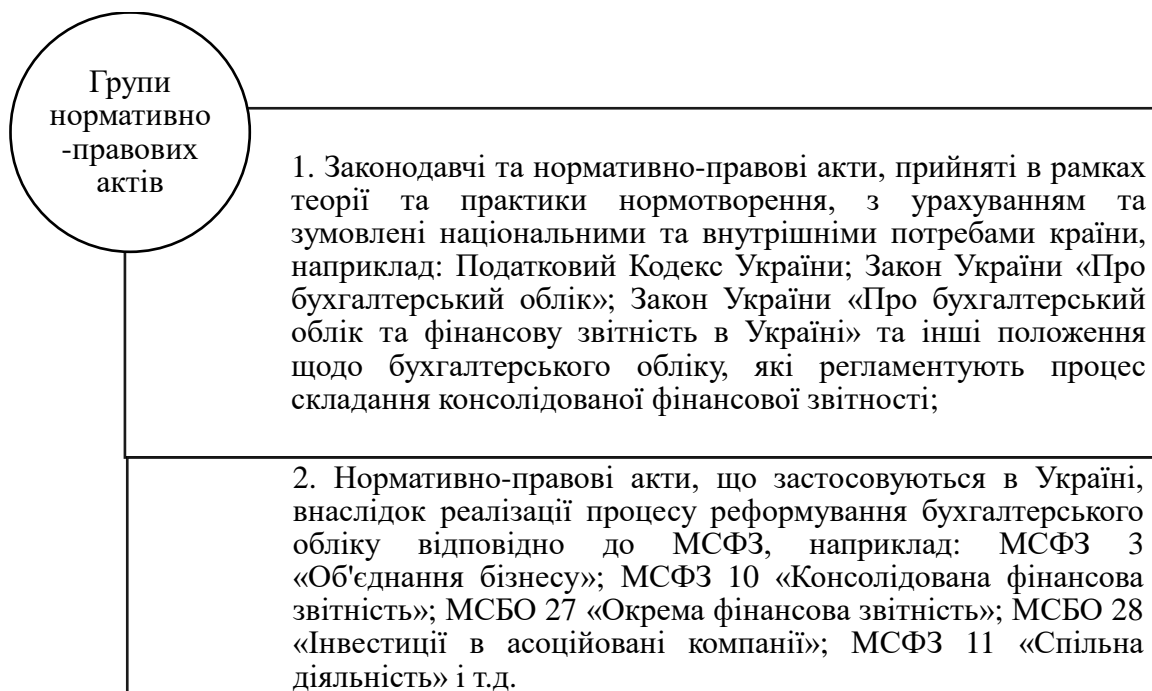 Групи
нормативно
-правових
актів
1. Законодавчі та нормативно-правові акти, прийняті в рамках
теорії та практики нормотворення, з урахуванням та
зумовлені національними та внутрішніми потребами країни,
наприклад: Податковий Кодекс України; Закон України «Про
бухгалтерський облік»; Закон України «Про бухгалтерський
облік та фінансову звітність в Україні» та інші положення
щодо бухгалтерського обліку, які регламентують процес
складання консолідованої фінансової звітності;
2. Нормативно-правові акти, що застосовуються в Україні,
внаслідок реалізації процесу реформування бухгалтерського
обліку відповідно до МСФЗ, наприклад: МСФЗ 3
«Об'єднання бізнесу»; МСФЗ 10 «Консолідована фінансова
звітність»; МСБО 27 «Окрема фінансова звітність»; МСБО 28
«Інвестиції в асоційовані компанії»; МСФЗ 11 «Спільна
діяльність» і т.д.